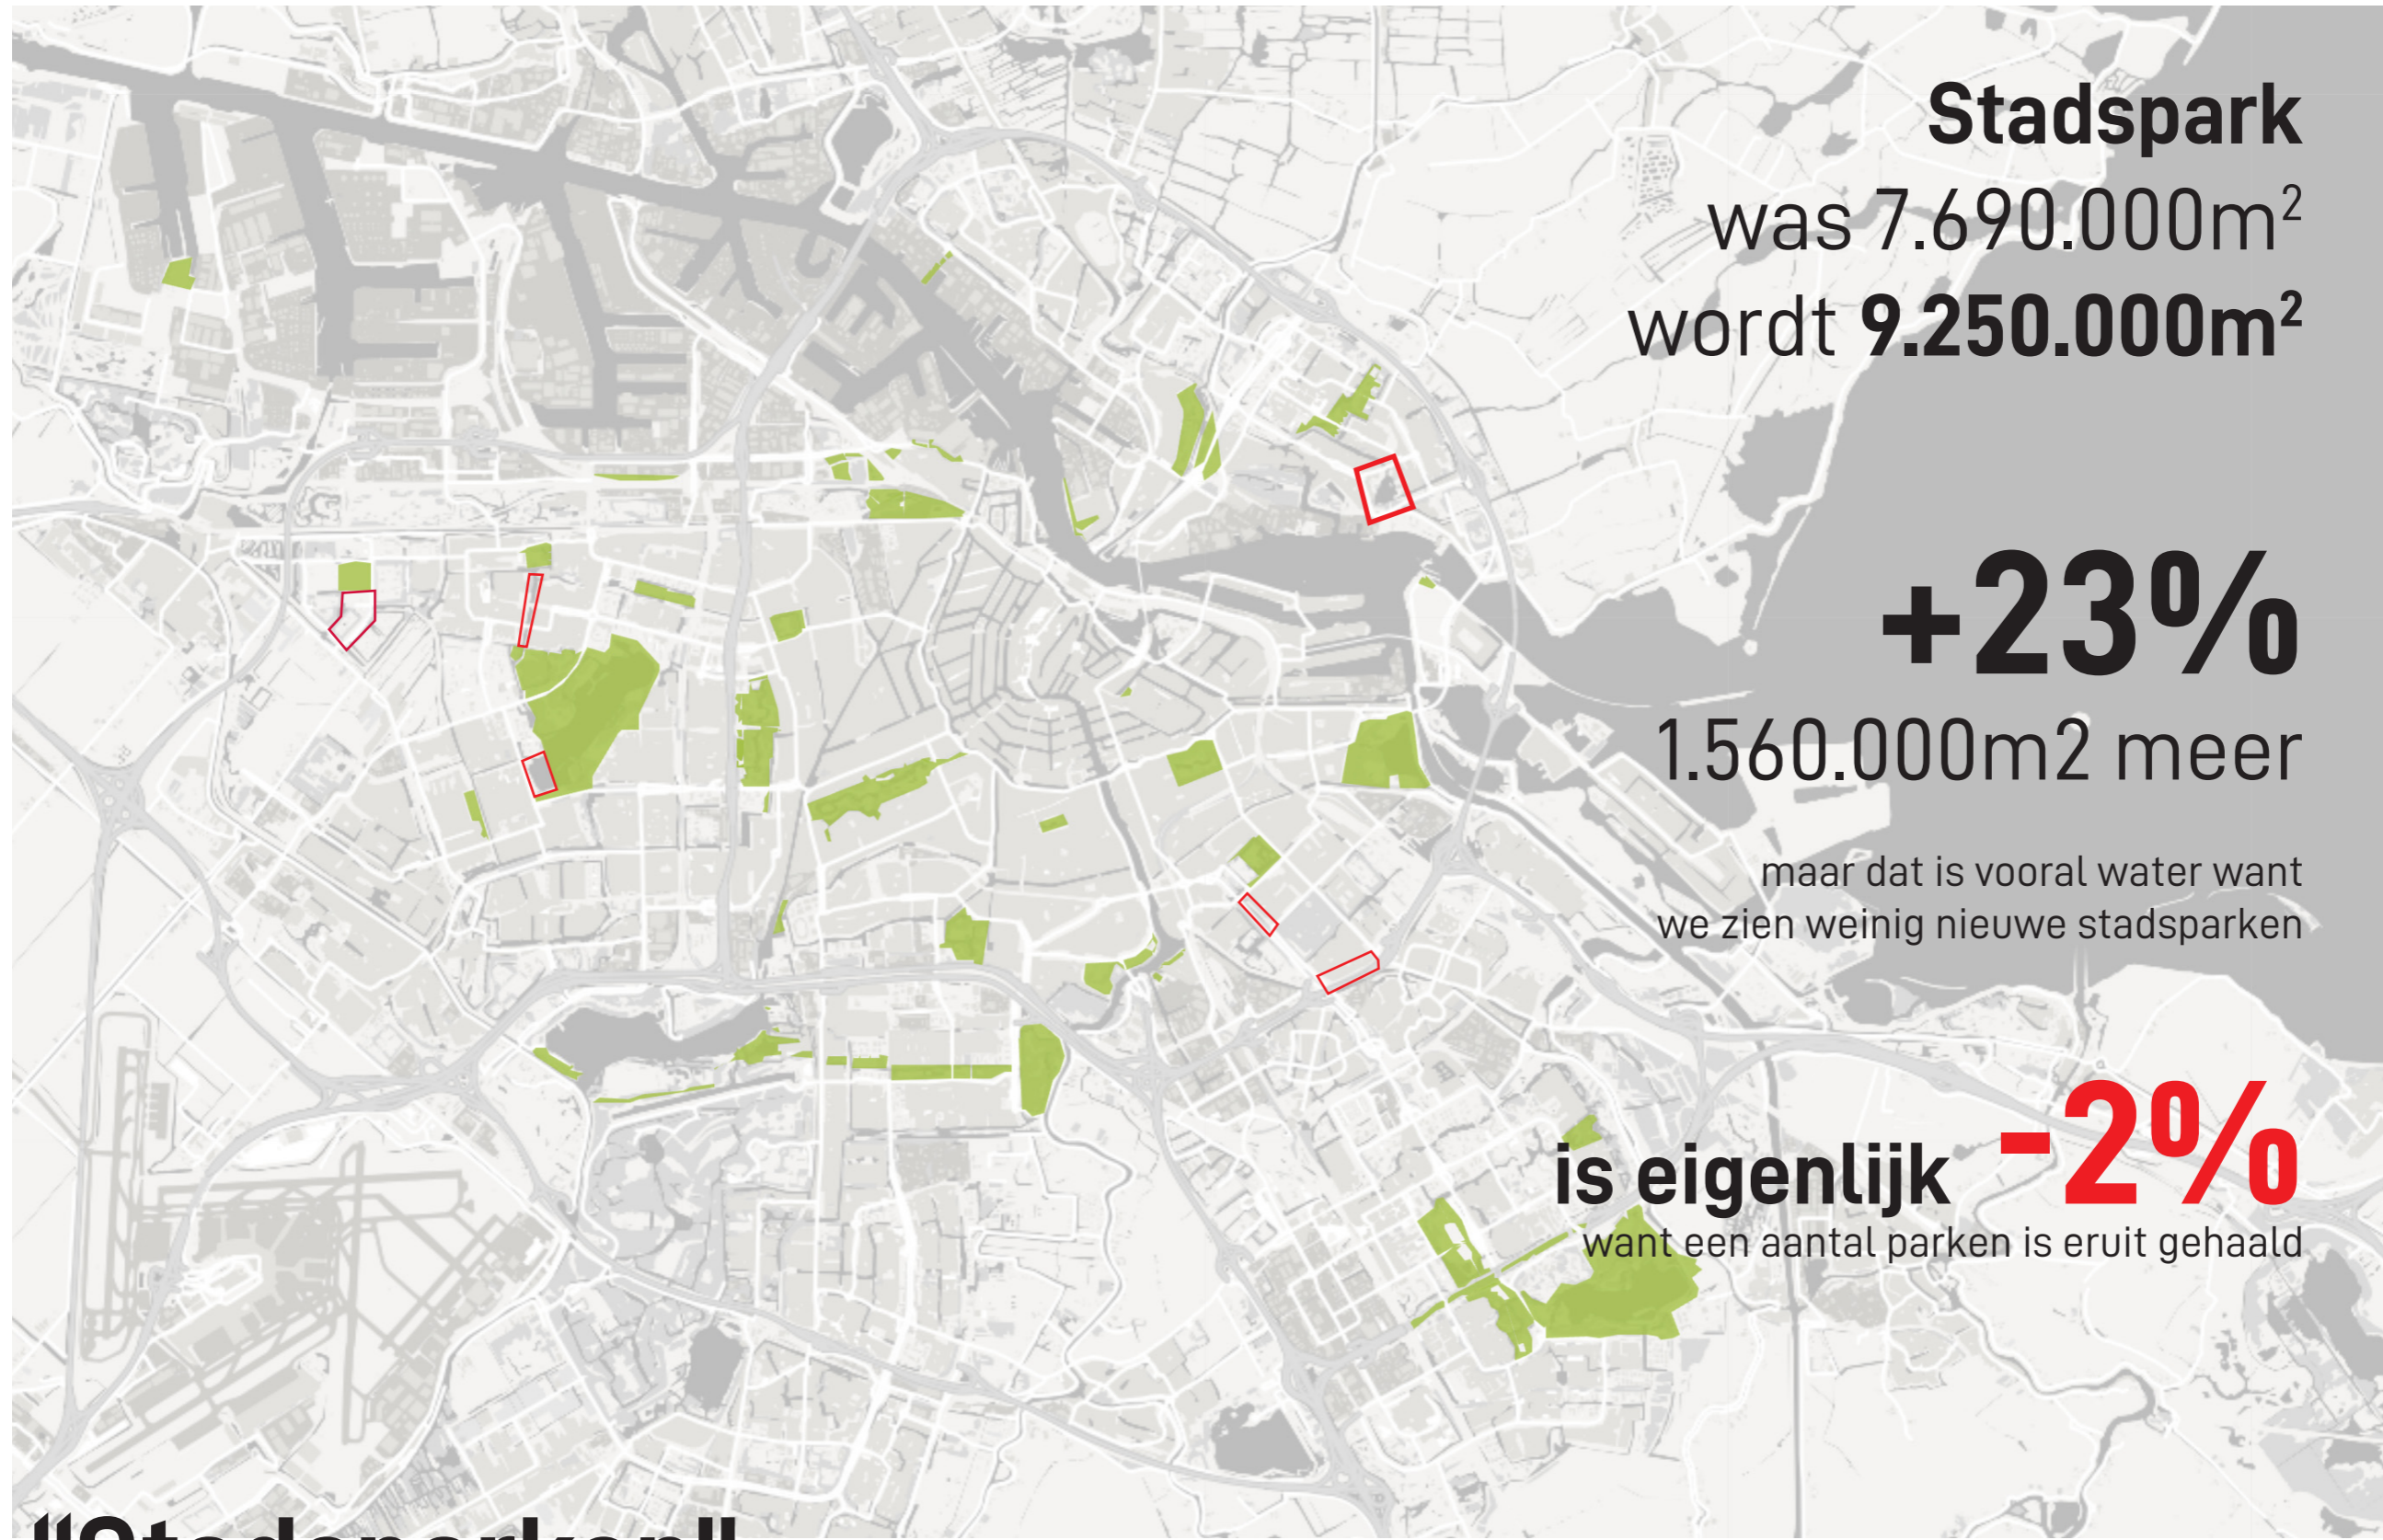 Stadspark
was 7.690.000m²
wordt 9.250.000m²
+23%
1.560.000m2 meer
maar dat is vooral water want
we zien weinig nieuwe stadsparken
is eigenlijk -2%
want een aantal parken is eruit gehaald
"Stadsparken"